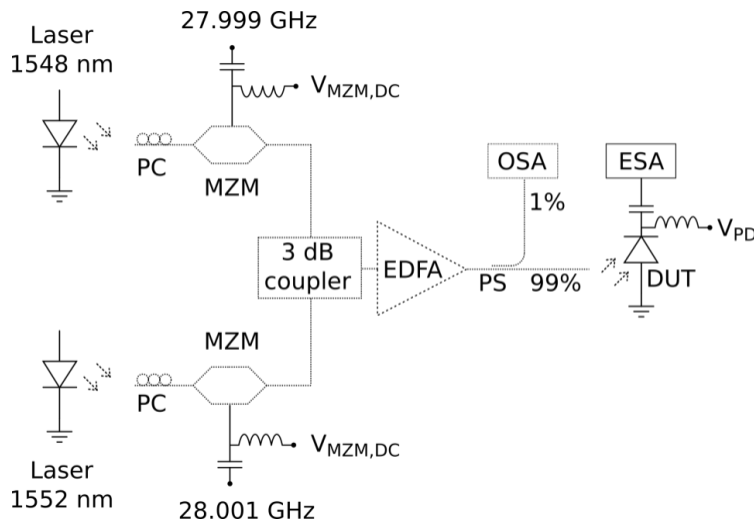 27.999 GHz
Laser
1548 nm
V_MZM,DC
PC
MZM
OSA
ESA
1%
V_PD
3 dB
coupler
EDFA
PS
99%
DUT
MZM
PC
V_MZM,DC
Laser
1552 nm
28.001 GHz